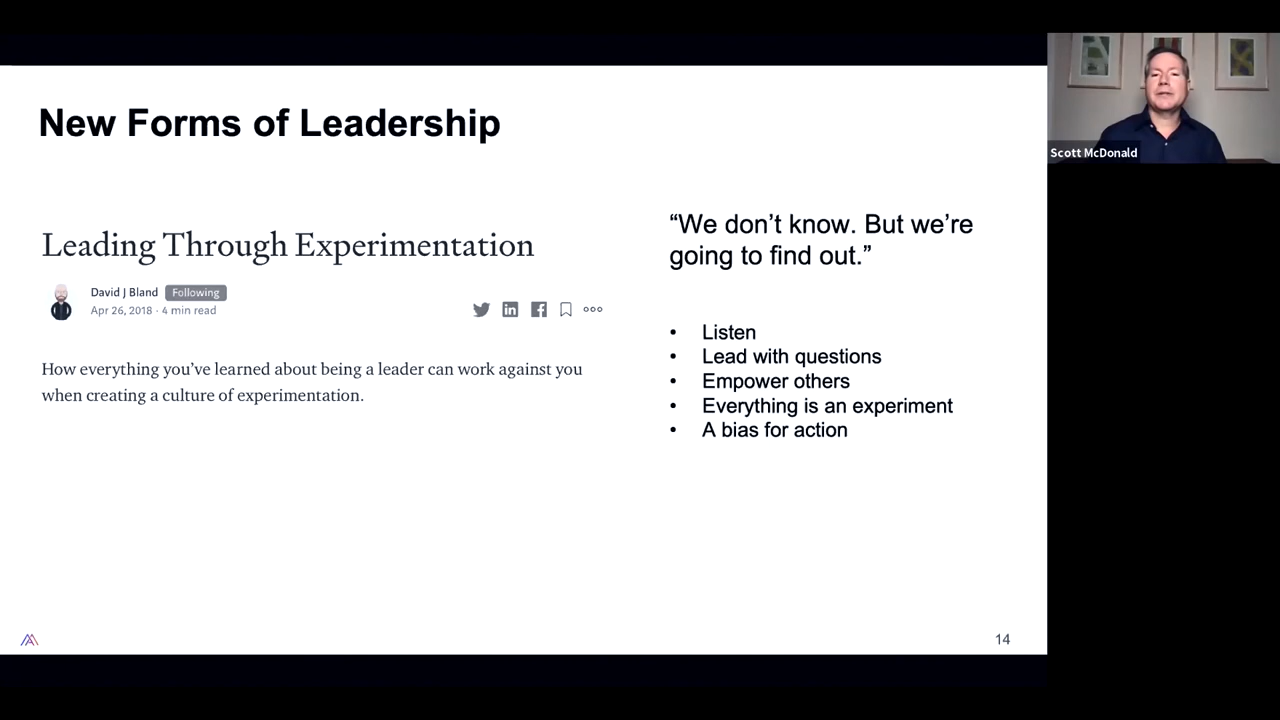 New Forms of Leadership
Leading Through Experimentation
David J Bland Following
Apr 26, 2018 · 4 min read
How everything you’ve learned about being a leader can work against you
when creating a culture of experimentation.
“We don’t know. But we’re
going to find out.”
• Listen
• Lead with questions
• Empower others
• Everything is an experiment
• A bias for action
14
Scott McDonald